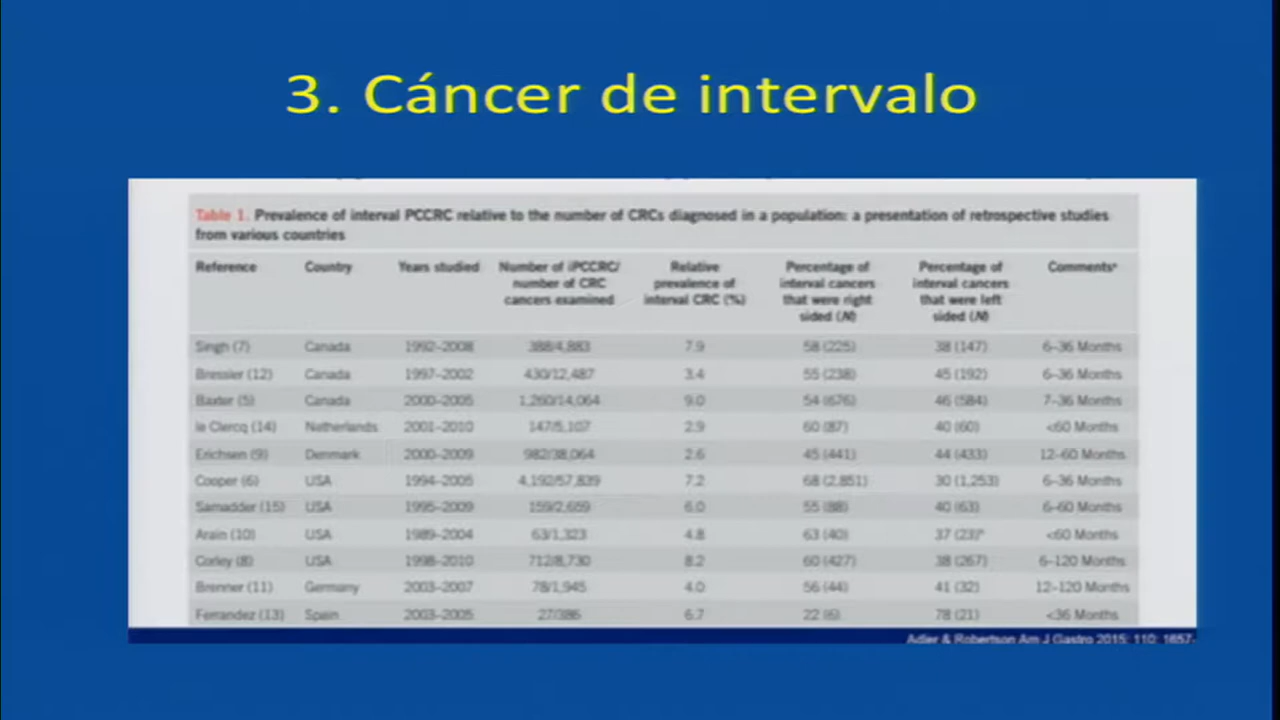 3. Cáncer de intervalo
Table 1. Prevalence of interval PCCRC relative to the number of CRCs diagnosed in a population: a presentation of retrospective studies
from various countries
Reference Country Years studied Number of iPCCRC/ number of CRC cancers examined Relative prevalence of interval CRC (%) Percentage of interval cancers that were right sided (N) Percentage of interval cancers that were left sided (N) Comments
Singh (7) Canada 1992–2008 388/4,883 7.9 58 (225) 38 (147) 6–36 Months
Bressler (12) Canada 1997–2002 430/12,487 3.4 55 (238) 45 (192) 6–36 Months
Baxter (5) Canada 2000–2005 1,260/14,064 9.0 54 (676) 46 (584) 7–36 Months
le Clercq (14) Netherlands 2001–2010 147/5,107 2.9 60 (87) 40 (60) <60 Months
Erichsen (9) Denmark 2000–2009 982/38,064 2.6 45 (441) 44 (433) 12–60 Months
Cooper (6) USA 1994–2005 4,192/57,839 7.2 68 (2,851) 30 (1,253) 6–36 Months
Samadder (15) USA 1995–2009 159/2,659 6.0 55 (88) 40 (63) 6–60 Months
Arain (10) USA 1989–2004 63/1,323 4.8 63 (40) 37 (23) <60 Months
Corley (8) USA 1998–2010 712/8,730 8.2 60 (427) 38 (267) 6–120 Months
Brenner (11) Germany 2003–2007 78/1,945 4.0 56 (44) 41 (32) 12–120 Months
Ferrandez (13) Spain 2003–2005 27/386 6.7 22 (6) 78 (21) <36 Months
Adler & Robertson Am J Gastro 2015; 110: 1657-